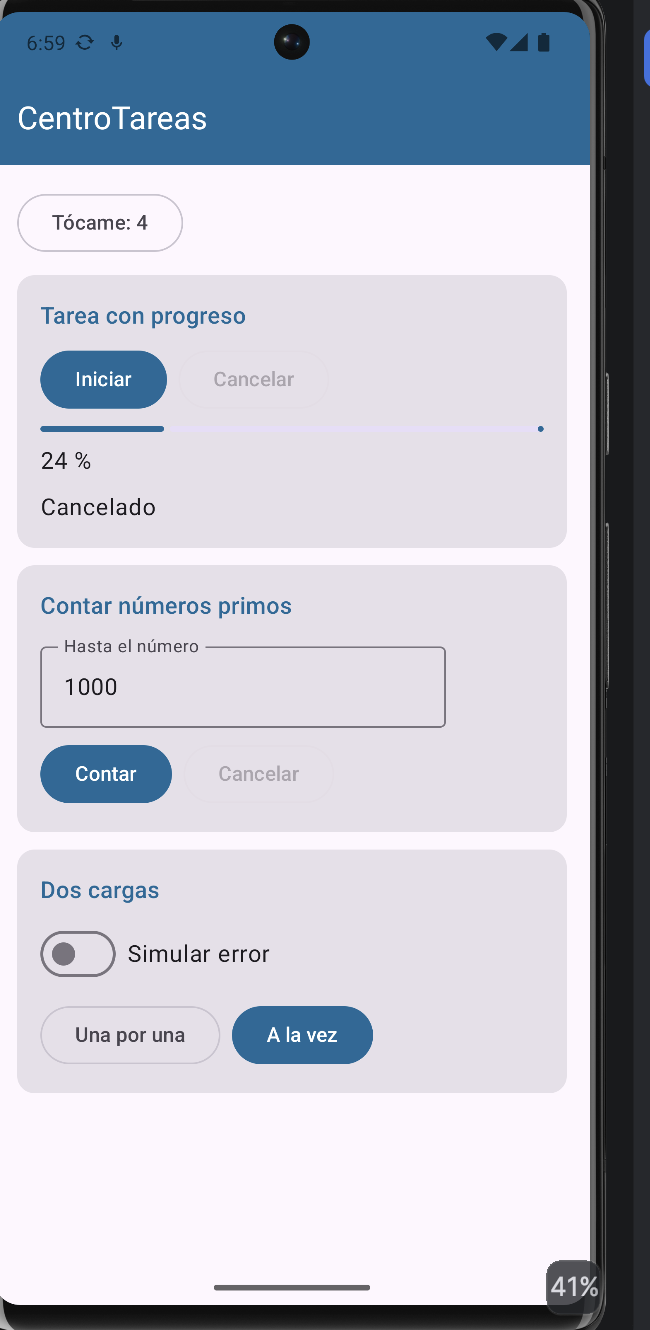 6:59
CentroTareas
Tócame: 4
Tarea con progreso
Iniciar Cancelar
24 %
Cancelado
Contar números primos
Hasta el número
1000
Contar Cancelar
Dos cargas
Simular error
Una por una A la vez
41%